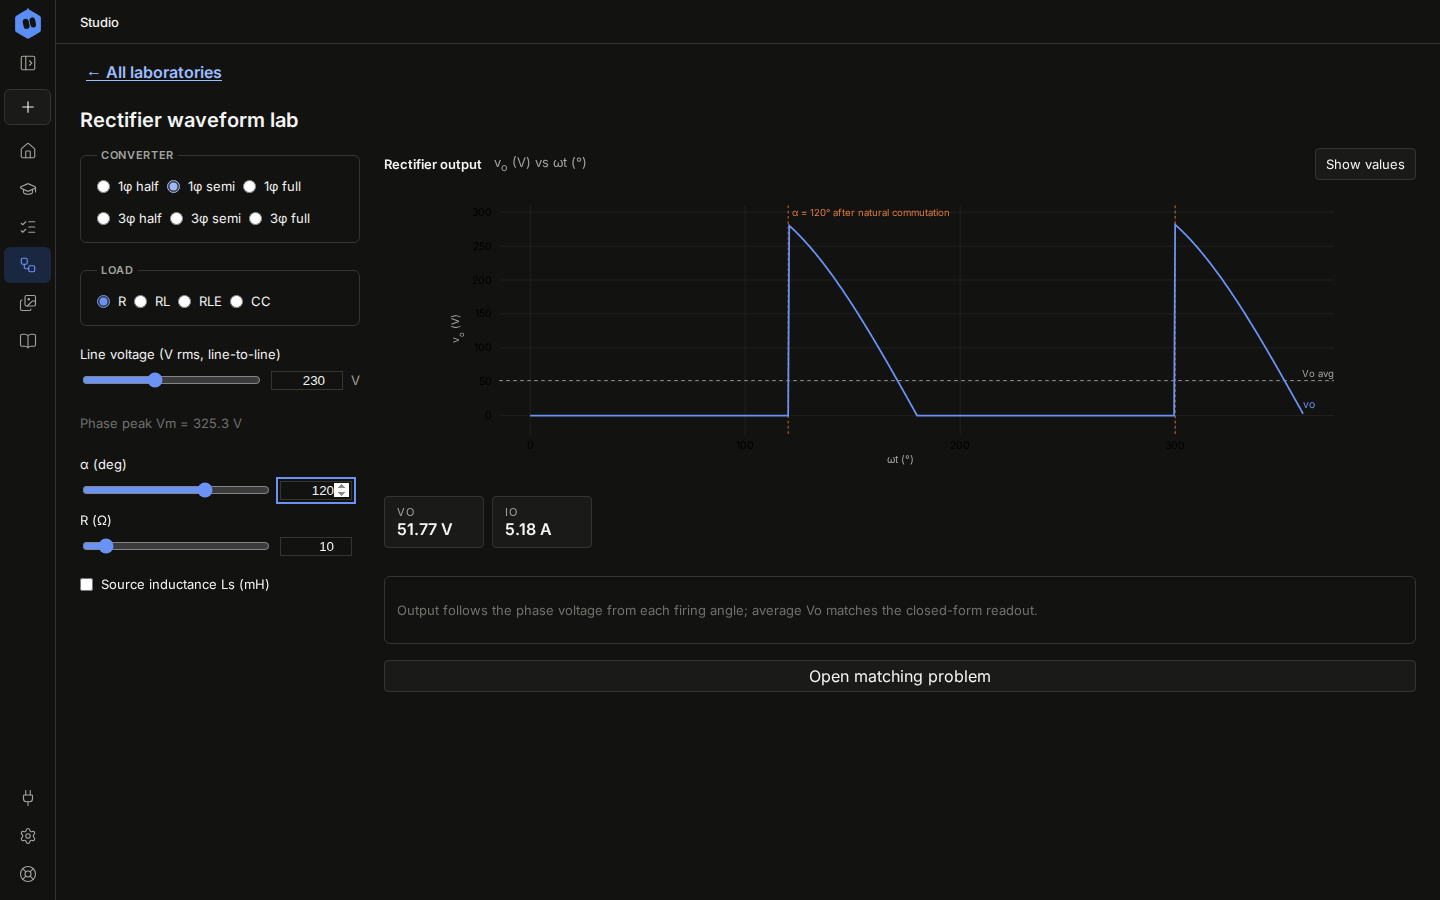 Studio
← All laboratories
Rectifier waveform lab
CONVERTER
1φ half 1φ semi 1φ full
3φ half 3φ semi 3φ full
LOAD
R RL RLE CC
Line voltage (V rms, line-to-line)
230 V
Phase peak Vm = 325.3 V
α (deg)
120
R (Ω)
10
Source inductance Ls (mH)
Rectifier output vo (V) vs ωt (°)
Show values
α = 120° after natural commutation
300
250
200
150
100
50
0
vo (V)
Vo avg
vo
0 100 200 300
ωt (°)
VO
51.77 V
IO
5.18 A
Output follows the phase voltage from each firing angle; average Vo matches the closed-form readout.
Open matching problem